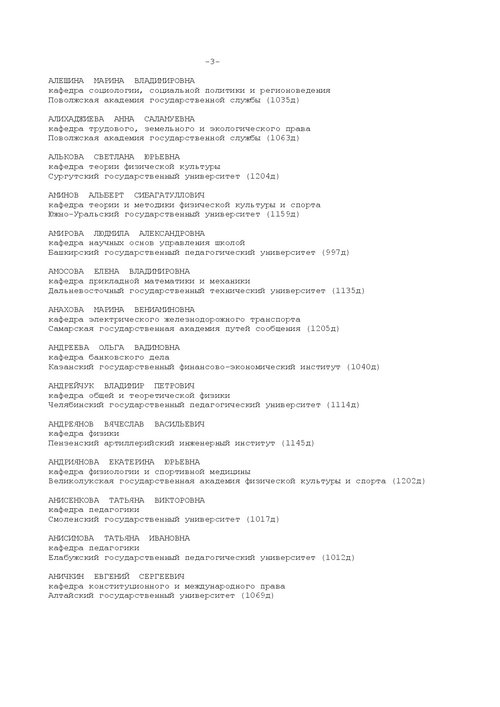 -3-
АЛЕШИНА МАРИНА ВЛАДИМИРОВНА
кафедра социологии, социальной политики и регионоведения
Поволжская академия государственной службы (1035д)
АЛИХАДЖИЕВА АННА САЛАМУЕВНА
кафедра трудового, земельного и экологического права
Поволжская академия государственной службы (1063д)
АЛЬКОВА СВЕТЛАНА ЮРЬЕВНА
кафедра теории физической культуры
Сургутский государственный университет (1204д)
АМИНОВ АЛЬБЕРТ СИБАГАТУЛЛОВИЧ
кафедра теории и методики физической культуры и спорта
Южно-Уральский государственный университет (1159д)
АМИРОВА ЛЮДМИЛА АЛЕКСАНДРОВНА
кафедра научных основ управления школой
Башкирский государственный педагогический университет (997д)
АМОСОВА ЕЛЕНА ВЛАДИМИРОВНА
кафедра прикладной математики и механики
Дальневосточный государственный технический университет (1135д)
АНАХОВА МАРИНА ВЕНИАМИНОВНА
кафедра электрического железнодорожного транспорта
Самарская государственная академия путей сообщения (1205д)
АНДРЕЕВА ОЛЬГА ВАДИМОВНА
кафедра банковского дела
Казанский государственный финансово-экономический институт (1040д)
АНДРЕЙЧУК ВЛАДИМИР ПЕТРОВИЧ
кафедра общей и теоретической физики
Челябинский государственный педагогический университет (1114д)
АНДРЕЯНОВ ВЯЧЕСЛАВ ВАСИЛЬЕВИЧ
кафедра физики
Пензенский артиллерийский инженерный институт (1145д)
АНДРИЯНОВА ЕКАТЕРИНА ЮРЬЕВНА
кафедра физиологии и спортивной медицины
Великолукская государственная академия физической культуры и спорта (1202д)
АНИСЕНКОВА ТАТЬЯНА ВИКТОРОВНА
кафедра педагогики
Смоленский государственный университет (1017д)
АНИСИМОВА ТАТЬЯНА ИВАНОВНА
кафедра педагогики
Елабужский государственный педагогический университет (1012д)
АНИЧКИН ЕВГЕНИЙ СЕРГЕЕВИЧ
кафедра конституционного и международного права
Алтайский государственный университет (1069д)